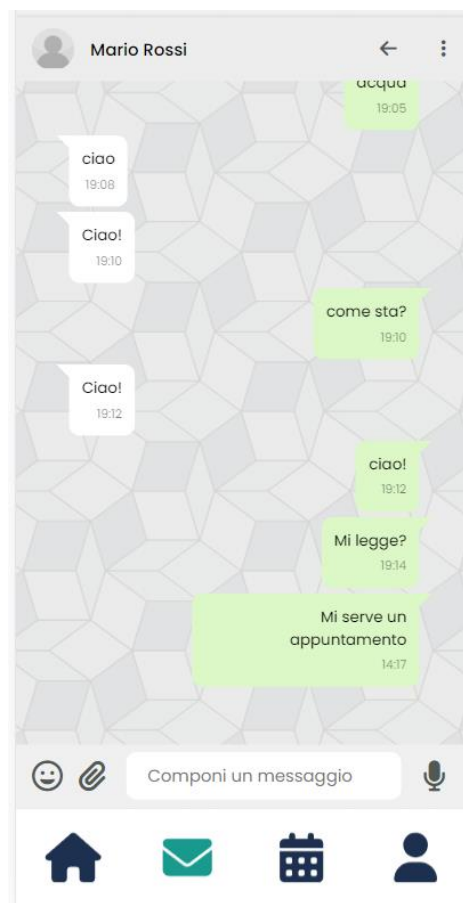 Mario Rossi
acqua
19:05
ciao
19:08
Ciao!
19:10
come sta?
19:10
Ciao!
19:12
ciao!
19:12
Mi legge?
19:14
Mi serve un
appuntamento
14:17
Componi un messaggio